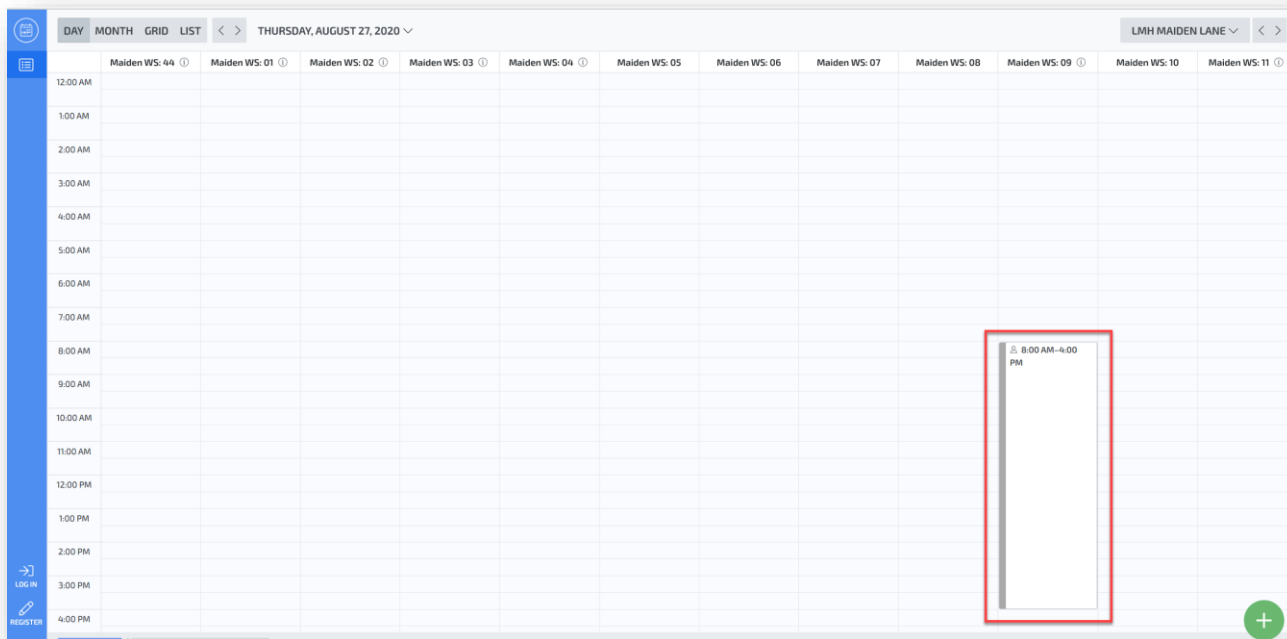 DAY MONTH GRID LIST < > THURSDAY, AUGUST 27, 2020 LMH MAIDEN LANE < >
Maiden WS: 44 Maiden WS: 01 Maiden WS: 02 Maiden WS: 03 Maiden WS: 04 Maiden WS: 05 Maiden WS: 06 Maiden WS: 07 Maiden WS: 08 Maiden WS: 09 Maiden WS: 10 Maiden WS: 11
12:00 AM
1:00 AM
2:00 AM
3:00 AM
4:00 AM
5:00 AM
6:00 AM
7:00 AM
8:00 AM
8:00 AM–4:00
PM
9:00 AM
10:00 AM
11:00 AM
12:00 PM
1:00 PM
2:00 PM
3:00 PM
4:00 PM
LOG IN
REGISTER